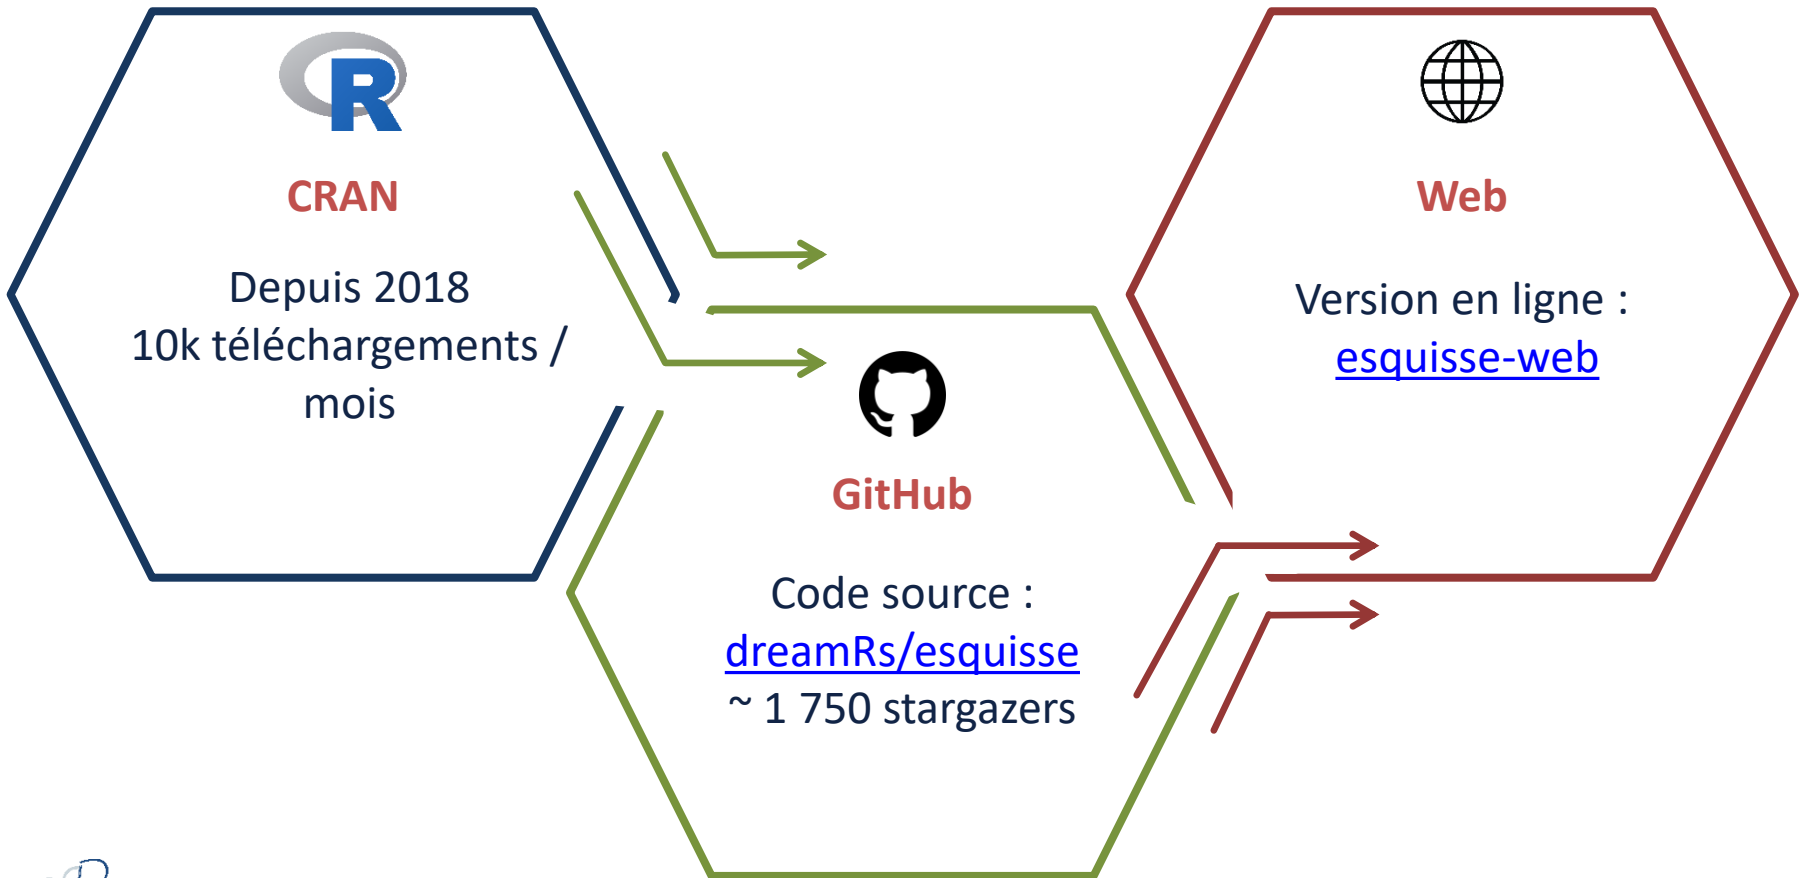 R
CRAN
Depuis 2018
10k téléchargements /
mois
GitHub
Code source :
dreamRs/esquisse
~ 1 750 stargazers
Web
Version en ligne :
esquisse-web